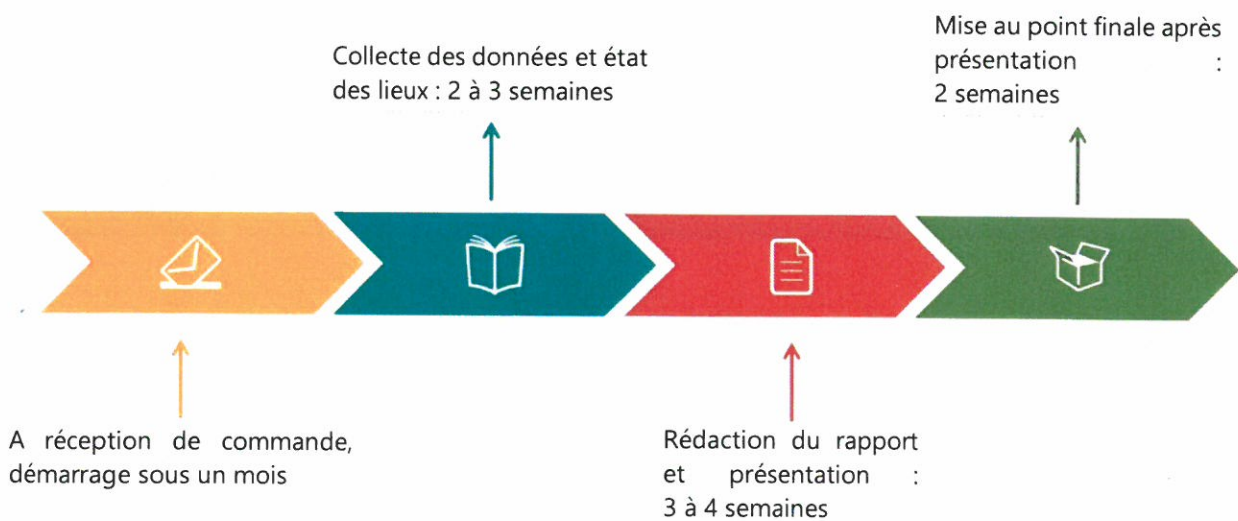 A réception de commande,
démarrage sous un mois
Collecte des données et état
des lieux : 2 à 3 semaines
Rédaction du rapport
et présentation :
3 à 4 semaines
Mise au point finale après
présentation :
2 semaines